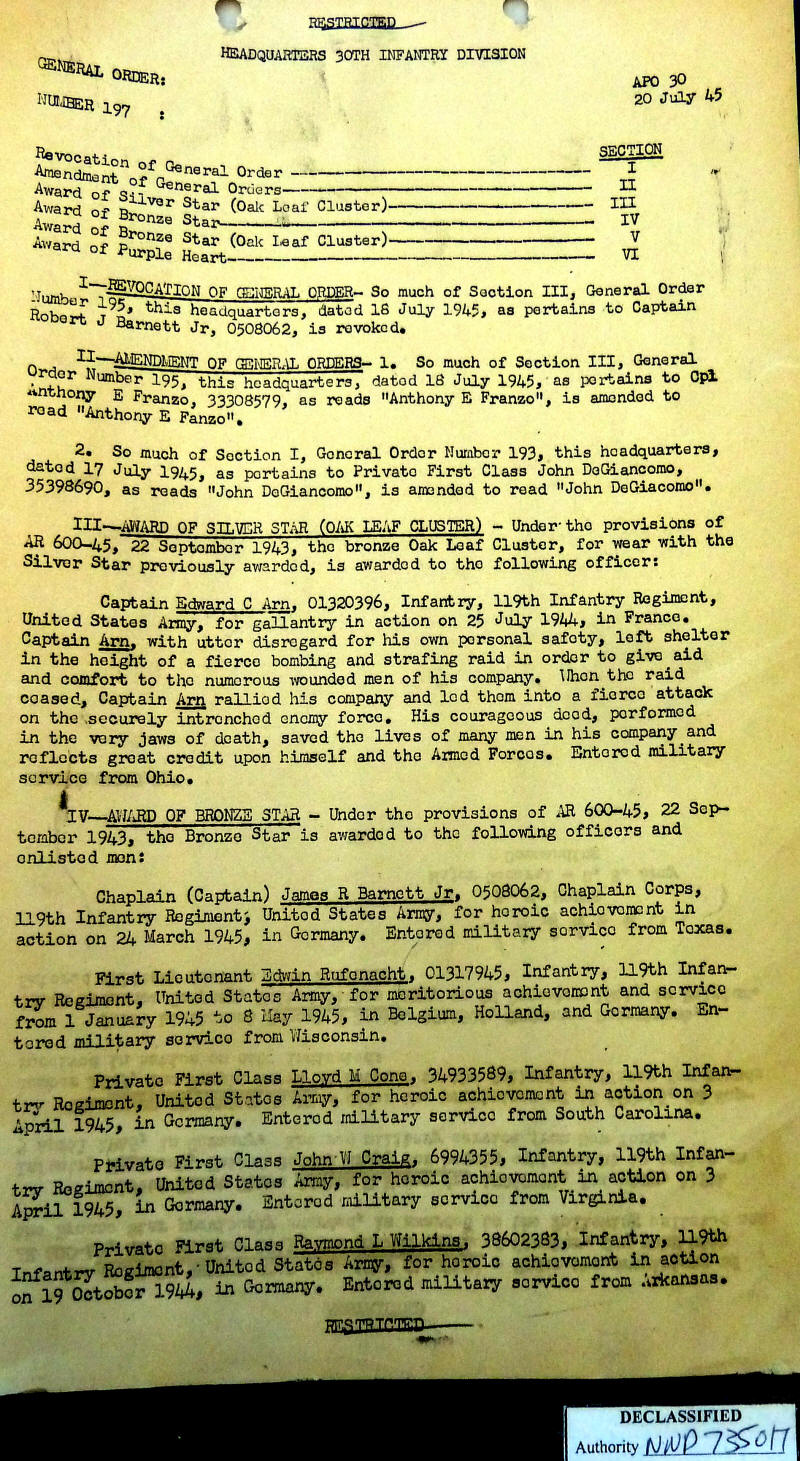 RESTRICTED
HEADQUARTERS 30TH INFANTRY DIVISION
GENERAL ORDER:
NUMBER 197 :
APO 30
20 July 45
SECTION
Revocation of General Order — I
Amendment of General Orders — II
Award of Silver Star (Oak Leaf Cluster) — III
Award of Bronze Star — IV
Award of Bronze Star (Oak Leaf Cluster) — V
Award of Purple Heart — VI
I—REVOCATION OF GENERAL ORDER- So much of Section III, General Order
Number 195, this headquarters, dated 18 July 1945, as pertains to Captain
Robert J Barnett Jr, 0508062, is revoked.
II—AMENDMENT OF GENERAL ORDERS- 1. So much of Section III, General
Order Number 195, this headquarters, dated 18 July 1945, as pertains to Cpl
Anthony E Franzo, 33308579, as reads "Anthony E Franzo", is amended to
read "Anthony E Fanzo".
2. So much of Section I, General Order Number 193, this headquarters,
dated 17 July 1945, as pertains to Private First Class John DeGiancomo,
35398690, as reads "John DeGiancomo", is amended to read "John DeGiacomo".
III—AWARD OF SILVER STAR (OAK LEAF CLUSTER) - Under the provisions of
AR 600-45, 22 September 1943, the bronze Oak Leaf Cluster, for wear with the
Silver Star previously awarded, is awarded to the following officer:
Captain Edward C Arn, 01320396, Infantry, 119th Infantry Regiment,
United States Army, for gallantry in action on 25 July 1944, in France.
Captain Arn, with utter disregard for his own personal safety, left shelter
in the height of a fierce bombing and strafing raid in order to give aid
and comfort to the numerous wounded men of his company. When the raid
ceased, Captain Arn rallied his company and led them into a fierce attack
on the securely intrenched enemy force. His courageous deed, performed
in the very jaws of death, saved the lives of many men in his company and
reflects great credit upon himself and the Armed Forces. Entered military
service from Ohio.
IV—AWARD OF BRONZE STAR - Under the provisions of AR 600-45, 22 Sep-
tember 1943, the Bronze Star is awarded to the following officers and
enlisted men:
Chaplain (Captain) James R Barnett Jr, 0508062, Chaplain Corps,
119th Infantry Regiment, United States Army, for heroic achievement in
action on 24 March 1945, in Germany. Entered military service from Texas.
First Lieutenant Edwin Rufenacht, 01317945, Infantry, 119th Infan-
try Regiment, United States Army, for meritorious achievement and service
from 1 January 1945 to 8 May 1945, in Belgium, Holland, and Germany. En-
tered military service from Wisconsin.
Private First Class Lloyd M Cone, 34933589, Infantry, 119th Infan-
try Regiment, United States Army, for heroic achievement in action on 3
April 1945, in Germany. Entered military service from South Carolina.
Private First Class John W Craig, 6994355, Infantry, 119th Infan-
try Regiment, United States Army, for heroic achievement in action on 3
April 1945, in Germany. Entered military service from Virginia.
Private First Class Raymond L Wilkins, 38602383, Infantry, 119th
Infantry Regiment, United States Army, for heroic achievement in action
on 19 October 1944, in Germany. Entered military service from Arkansas.
RESTRICTED
DECLASSIFIED
Authority NND 735017